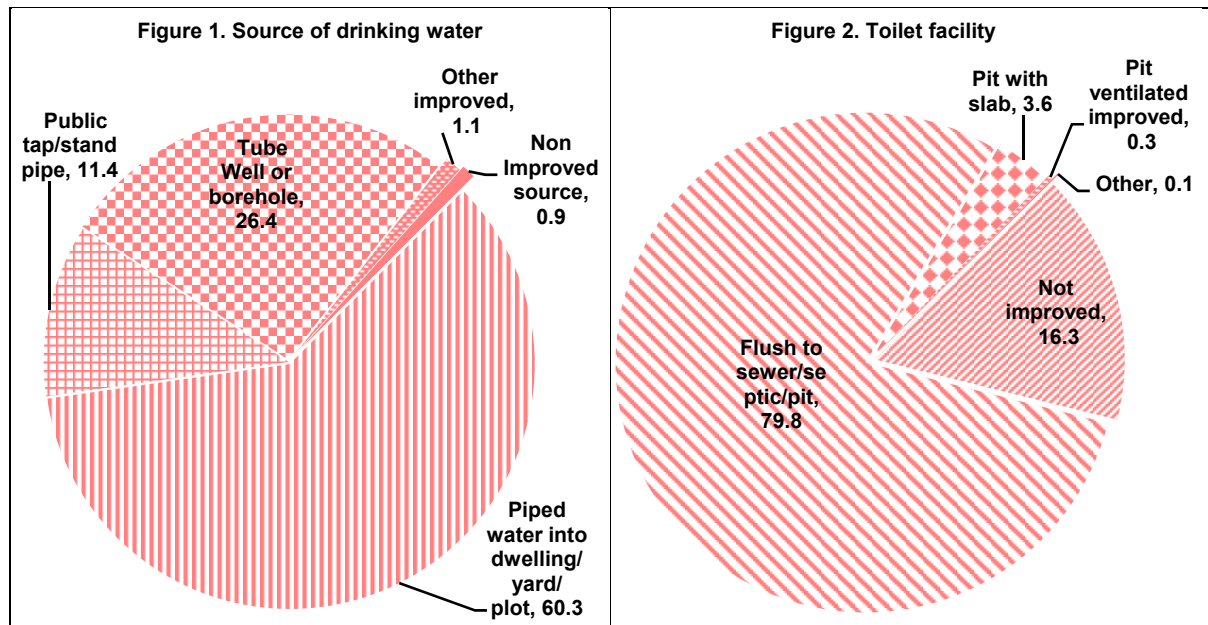 Figure 1. Source of drinking water
Public
tap/stand
pipe, 11.4
Tube
Well or
borehole,
26.4
Other
improved,
1.1
Non
Improved
source,
0.9
Piped
water into
dwelling/
yard/
plot, 60.3
Figure 2. Toilet facility
Pit with
slab, 3.6
Pit
ventilated
improved,
0.3
Other, 0.1
Not
improved,
16.3
Flush to
sewer/se
ptic/pit,
79.8